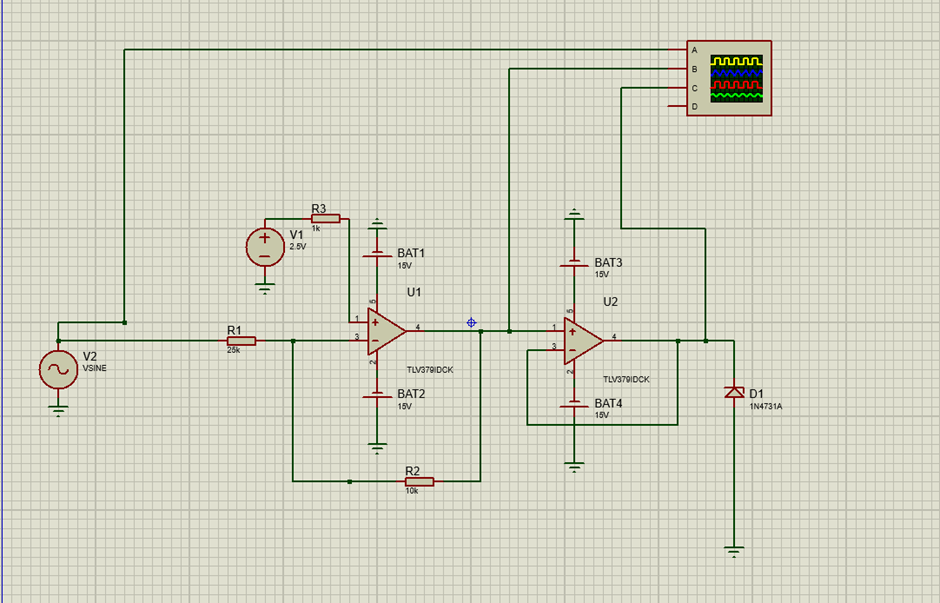 A
B
C
D
R3
1k
V1
2.5V
BAT1
15V
BAT3
15V
U1
U2
5
5
1
3
4
2
1
3
4
2
R1
25k
V2
VSINE
TLV379IDCK
TLV379IDCK
BAT2
15V
BAT4
15V
D1
1N4731A
R2
10k